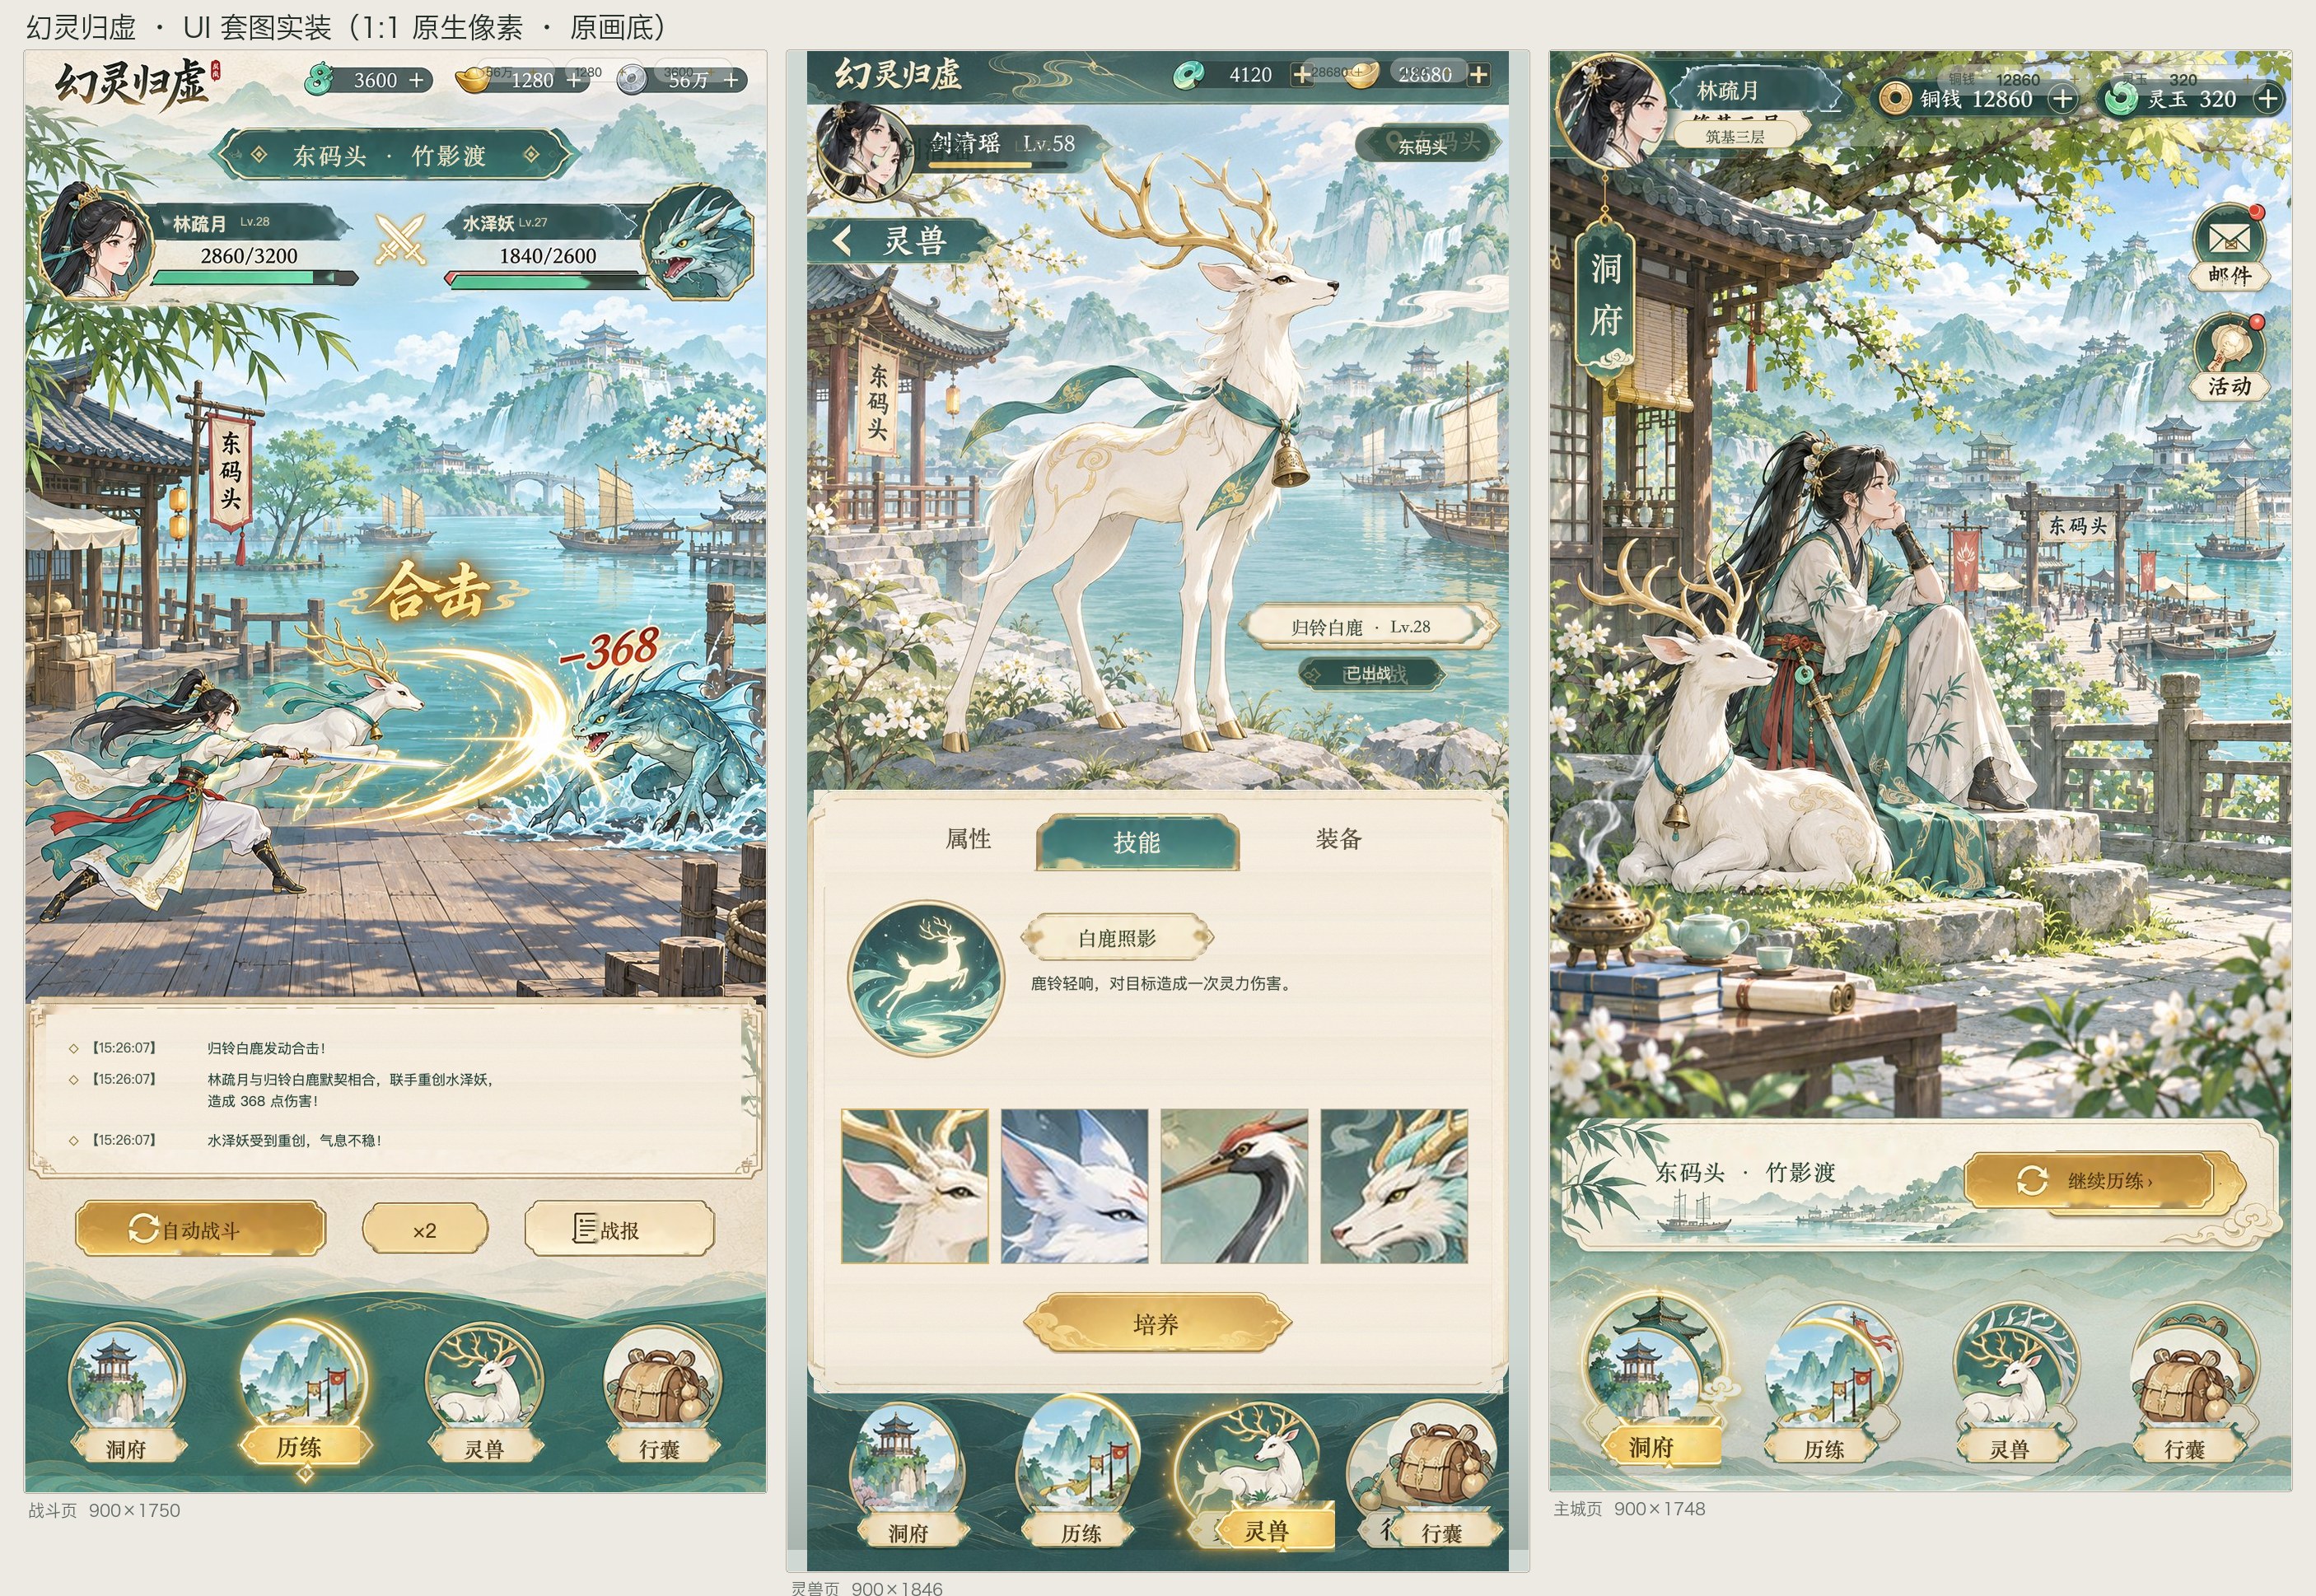 幻灵归虚 · UI 套图实装（1:1 原生像素 · 原画底）
幻灵归虚
3600 +
1280 +
56万 +
56万
1280
3600
东码头 · 竹影渡
林疏月 Lv.28
2860/3200
水泽妖 Lv.27
1840/2600
东码头
合击
-368
◇ 【15:26:07】 归铃白鹿发动合击！
◇ 【15:26:07】 林疏月与归铃白鹿默契相合，联手重创水泽妖，
造成 368 点伤害！
◇ 【15:26:07】 水泽妖受到重创，气息不稳！
自动战斗
×2
战报
洞府
历练
灵兽
行囊
战斗页 900×1750
幻灵归虚
4120 +
28680 +
28680 +
清瑶 Lv.58
东码头
灵兽
东码头
归铃白鹿 · Lv.28
已出战
属性
技能
装备
白鹿照影
鹿铃轻响，对目标造成一次灵力伤害。
培养
洞府
历练
灵兽
行囊
灵兽页 900×1846
林疏月
筑基三层
铜钱 12860 +
灵玉 320 +
铜钱 12860 +
灵玉 320 +
洞府
邮件
活动
东码头
东码头 · 竹影渡
继续历练 ›
洞府
历练
灵兽
行囊
主城页 900×1748